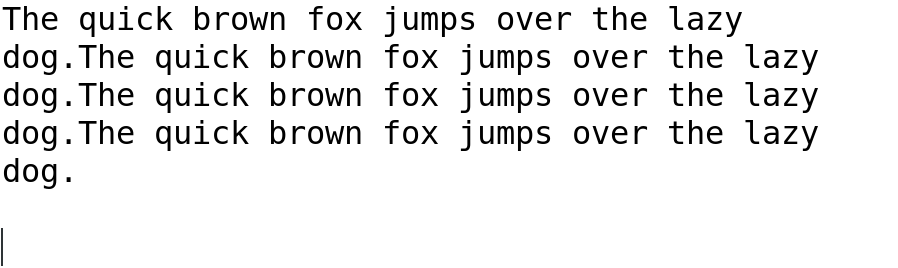 The quick brown fox jumps over the lazy
dog.The quick brown fox jumps over the lazy
dog.The quick brown fox jumps over the lazy
dog.The quick brown fox jumps over the lazy
dog.